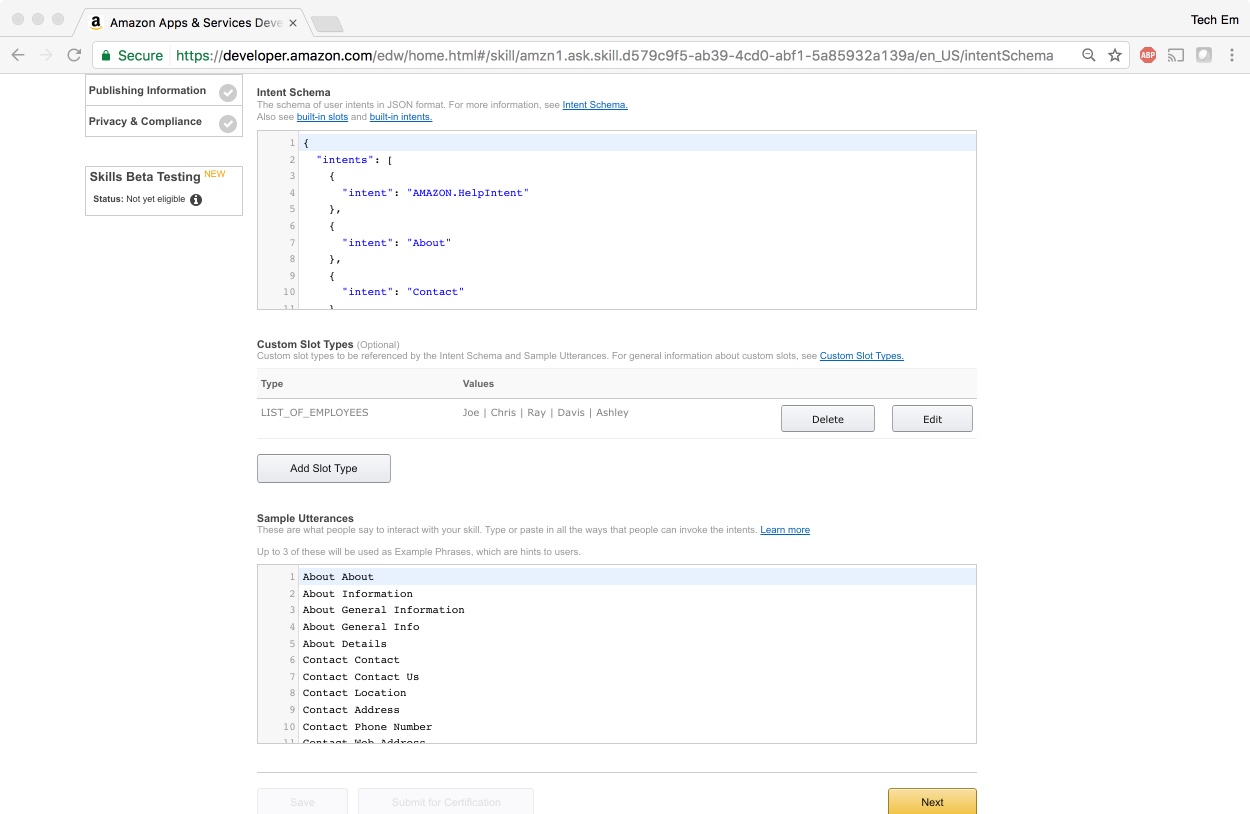 a Amazon Apps & Services Deve ×
Tech Em
Secure https://developer.amazon.com/edw/home.html#/skill/amzn1.ask.skill.d579c9f5-ab39-4cd0-abf1-5a85932a139a/en_US/intentSchema
ABP
Publishing Information
Privacy & Compliance
Skills Beta Testing NEW
Status: Not yet eligible i
Intent Schema
The schema of user intents in JSON format. For more information, see Intent Schema.
Also see built-in slots and built-in intents.
1 {
2 "intents": [
3 {
4 "intent": "AMAZON.HelpIntent"
5 },
6 {
7 "intent": "About"
8 },
9 {
10 "intent": "Contact"
11 }
Custom Slot Types (Optional)
Custom slot types to be referenced by the Intent Schema and Sample Utterances. For general information about custom slots, see Custom Slot Types.
Type Values
LIST_OF_EMPLOYEES Joe | Chris | Ray | Davis | Ashley Delete Edit
Add Slot Type
Sample Utterances
These are what people say to interact with your skill. Type or paste in all the ways that people can invoke the intents. Learn more
Up to 3 of these will be used as Example Phrases, which are hints to users.
1 About About
2 About Information
3 About General Information
4 About General Info
5 About Details
6 Contact Contact
7 Contact Contact Us
8 Contact Location
9 Contact Address
10 Contact Phone Number
11 Contact Web Address
Save Submit for Certification Next